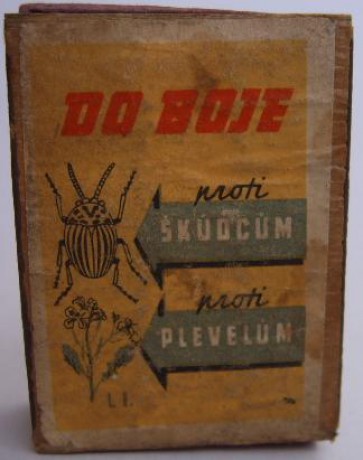 DO BOJE
proti
ŠKŮDCŮM
proti
PLEVELŮM
L I.